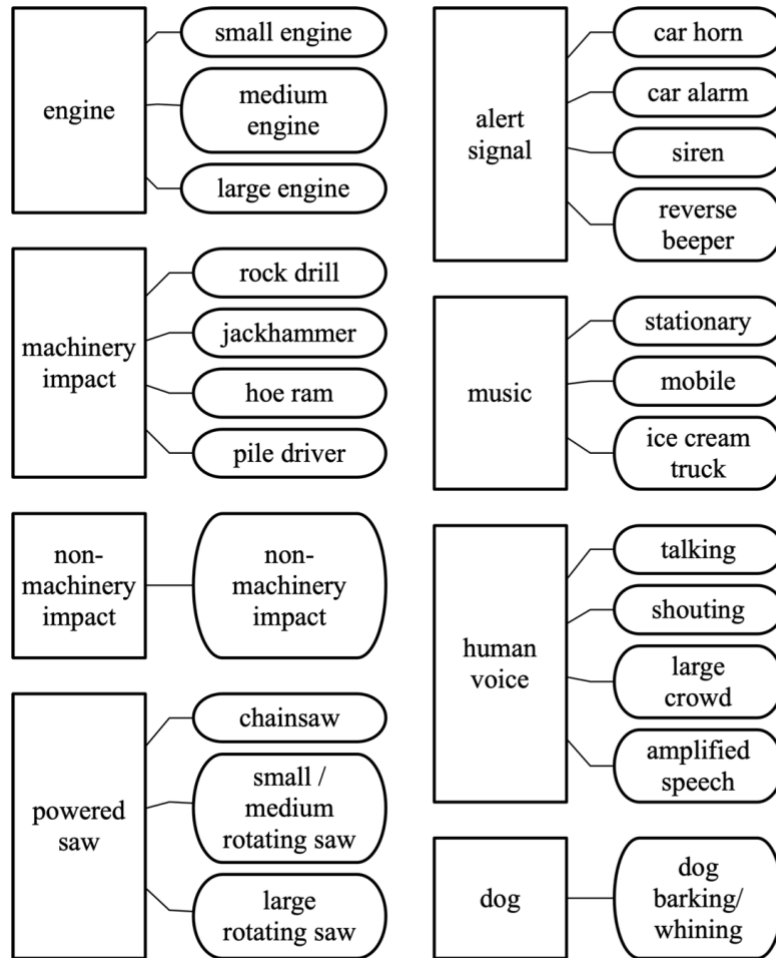 engine
small engine
medium
engine
large engine
machinery
impact
rock drill
jackhammer
hoe ram
pile driver
non-
machinery
impact
non-
machinery
impact
powered
saw
chainsaw
small /
medium
rotating saw
large
rotating saw
alert
signal
car horn
car alarm
siren
reverse
beeper
music
stationary
mobile
ice cream
truck
human
voice
talking
shouting
large
crowd
amplified
speech
dog
dog
barking/
whining